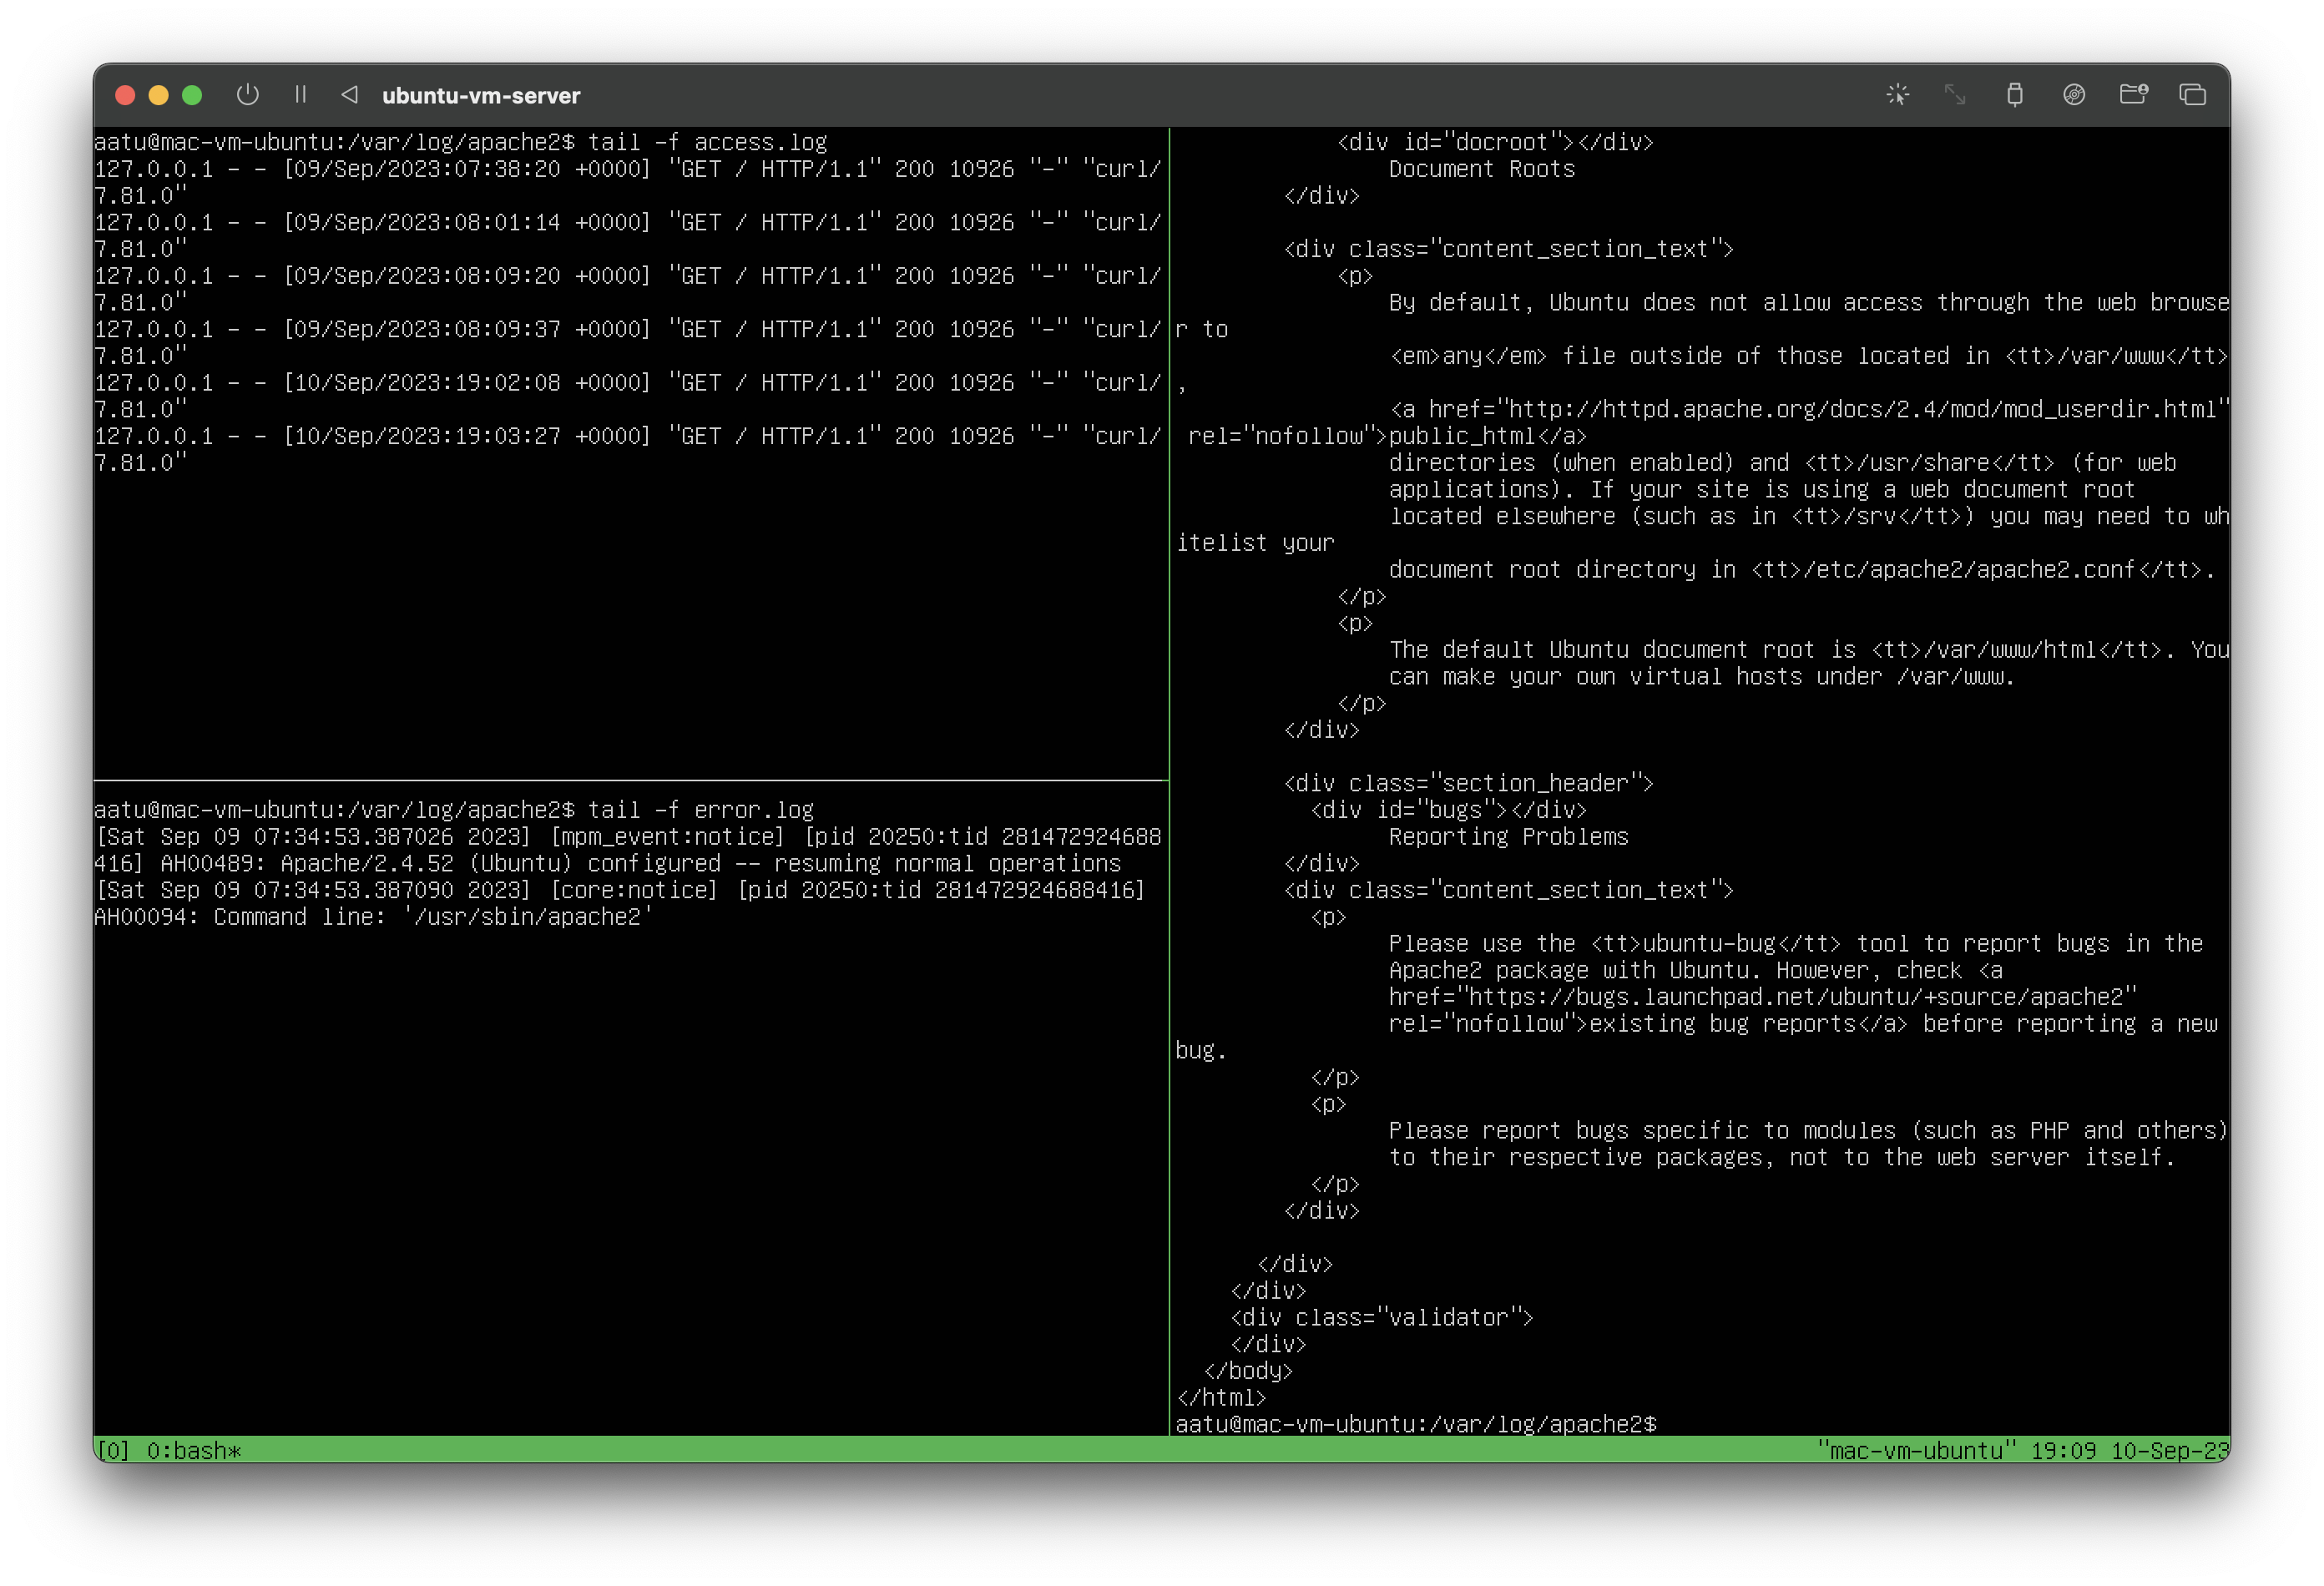 ubuntu-vm-server
aatu@mac-vm-ubuntu:/var/log/apache2$ tail -f access.log
127.0.0.1 - - [09/Sep/2023:07:38:20 +0000] "GET / HTTP/1.1" 200 10926 "-" "curl/
7.81.0"
127.0.0.1 - - [09/Sep/2023:08:01:14 +0000] "GET / HTTP/1.1" 200 10926 "-" "curl/
7.81.0"
127.0.0.1 - - [09/Sep/2023:08:09:20 +0000] "GET / HTTP/1.1" 200 10926 "-" "curl/
7.81.0"
127.0.0.1 - - [09/Sep/2023:08:09:37 +0000] "GET / HTTP/1.1" 200 10926 "-" "curl/
7.81.0"
127.0.0.1 - - [10/Sep/2023:19:02:08 +0000] "GET / HTTP/1.1" 200 10926 "-" "curl/
7.81.0"
127.0.0.1 - - [10/Sep/2023:19:03:27 +0000] "GET / HTTP/1.1" 200 10926 "-" "curl/
7.81.0"
aatu@mac-vm-ubuntu:/var/log/apache2$ tail -f error.log
[Sat Sep 09 07:34:53.387026 2023] [mpm_event:notice] [pid 20250:tid 281472924688
416] AH00489: Apache/2.4.52 (Ubuntu) configured -- resuming normal operations
[Sat Sep 09 07:34:53.387090 2023] [core:notice] [pid 20250:tid 281472924688416]
AH00094: Command line: '/usr/sbin/apache2'
<div id="docroot"></div>
Document Roots
</div>
<div class="content_section_text">
<p>
By default, Ubuntu does not allow access through the web browse
r to
<em>any</em> file outside of those located in <tt>/var/www</tt>
,
<a href="http://httpd.apache.org/docs/2.4/mod/mod_userdir.html"
rel="nofollow">public_html</a>
directories (when enabled) and <tt>/usr/share</tt> (for web
applications). If your site is using a web document root
located elsewhere (such as in <tt>/srv</tt>) you may need to wh
itelist your
document root directory in <tt>/etc/apache2/apache2.conf</tt>.
</p>
<p>
The default Ubuntu document root is <tt>/var/www/html</tt>. You
can make your own virtual hosts under /var/www.
</p>
</div>
<div class="section_header">
<div id="bugs"></div>
Reporting Problems
</div>
<div class="content_section_text">
<p>
Please use the <tt>ubuntu-bug</tt> tool to report bugs in the
Apache2 package with Ubuntu. However, check <a
href="https://bugs.launchpad.net/ubuntu/+source/apache2"
rel="nofollow">existing bug reports</a> before reporting a new
bug.
</p>
<p>
Please report bugs specific to modules (such as PHP and others)
to their respective packages, not to the web server itself.
</p>
</div>
</div>
</div>
<div class="validator">
</div>
</body>
</html>
aatu@mac-vm-ubuntu:/var/log/apache2$
[0] 0:bash* "mac-vm-ubuntu" 19:09 10-Sep-23